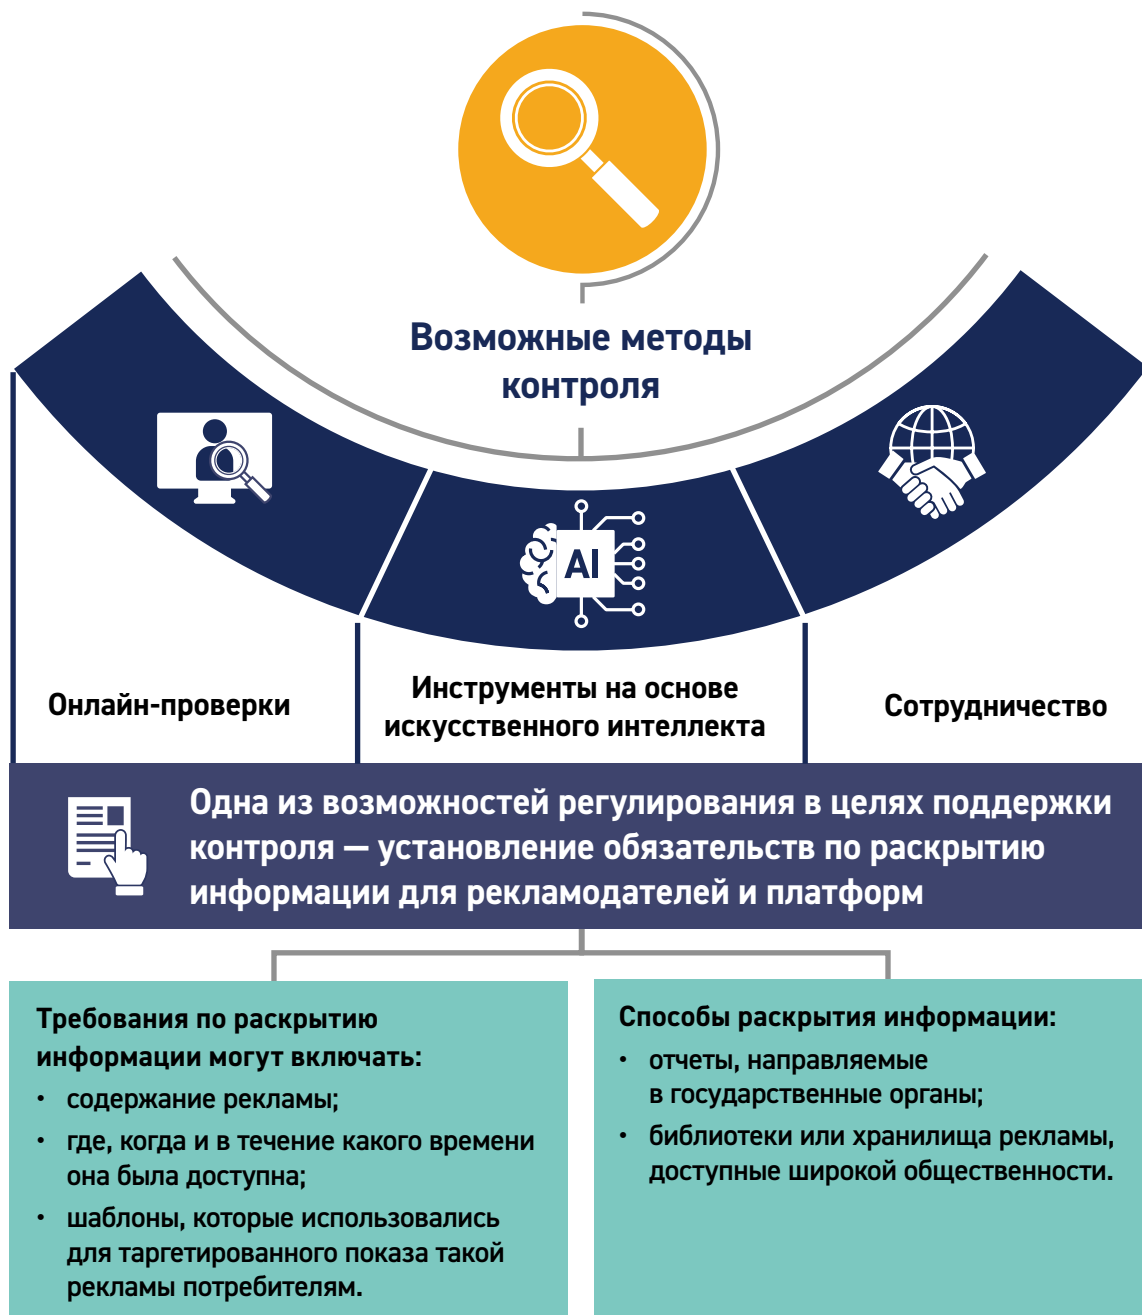 Возможные методы
контроля
AI
Онлайн-проверки
Инструменты на основе
искусственного интеллекта
Сотрудничество
Одна из возможностей регулирования в целях поддержки
контроля — установление обязательств по раскрытию
информации для рекламодателей и платформ
Требования по раскрытию
информации могут включать:
• содержание рекламы;
• где, когда и в течение какого времени
она была доступна;
• шаблоны, которые использовались
для таргетированного показа такой
рекламы потребителям.
Способы раскрытия информации:
• отчеты, направляемые
в государственные органы;
• библиотеки или хранилища рекламы,
доступные широкой общественности.